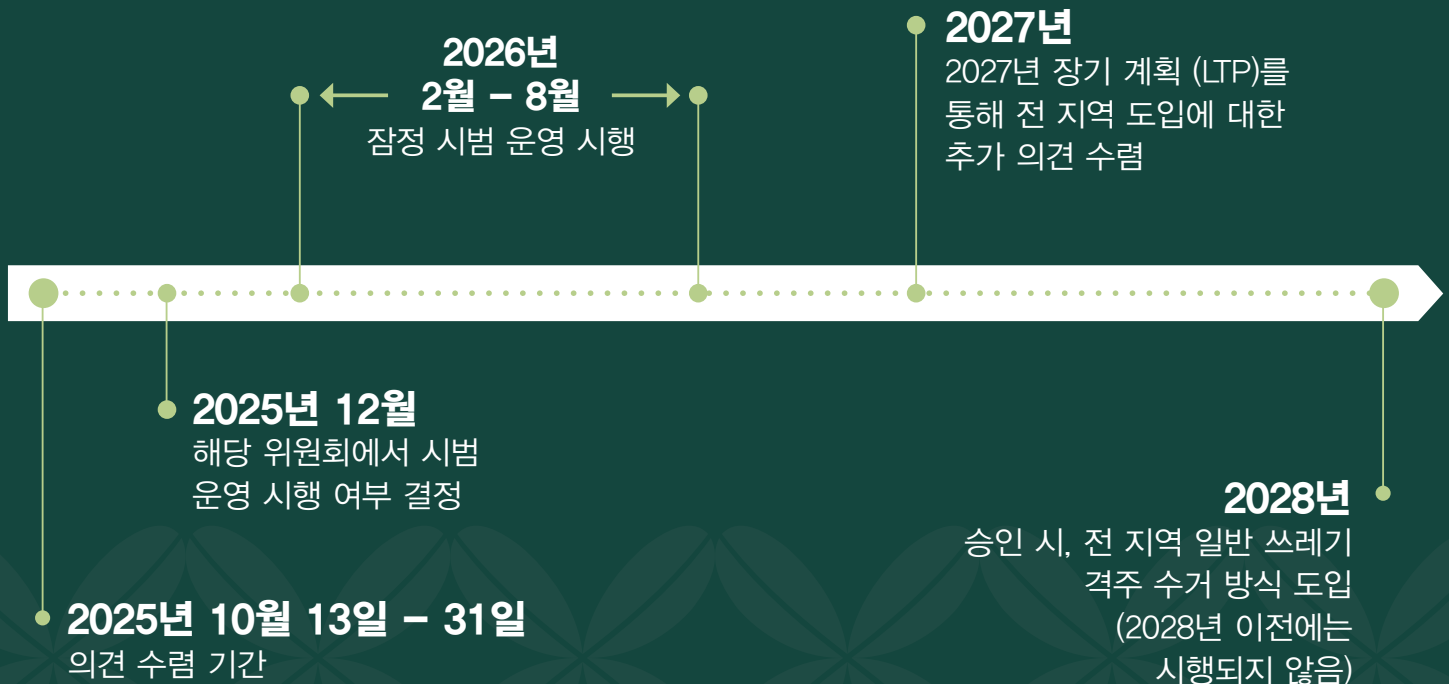 2026년
2월 – 8월
잠정 시범 운영 시행
2027년
2027년 장기 계획 (LTP)를
통해 전 지역 도입에 대한
추가 의견 수렴
2025년 12월
해당 위원회에서 시범
운영 시행 여부 결정
2025년 10월 13일 – 31일
의견 수렴 기간
2028년
승인 시, 전 지역 일반 쓰레기
격주 수거 방식 도입
(2028년 이전에는
시행되지 않음)